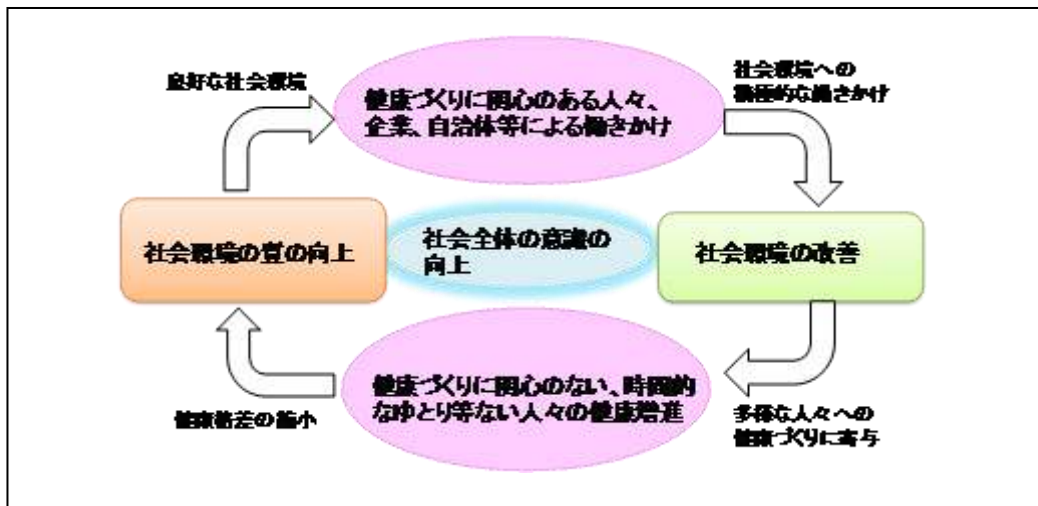 良好な社会環境
健康づくりに関心のある人々、
企業、自治体等による働きかけ
社会環境への
積極的な働きかけ
社会環境の質の向上
社会全体の意識の
向上
社会環境の改善
健康づくりに関心のない、時間的
なゆとり等ない人々の健康増進
健康格差の縮小
多様な人々への
健康づくりに寄与